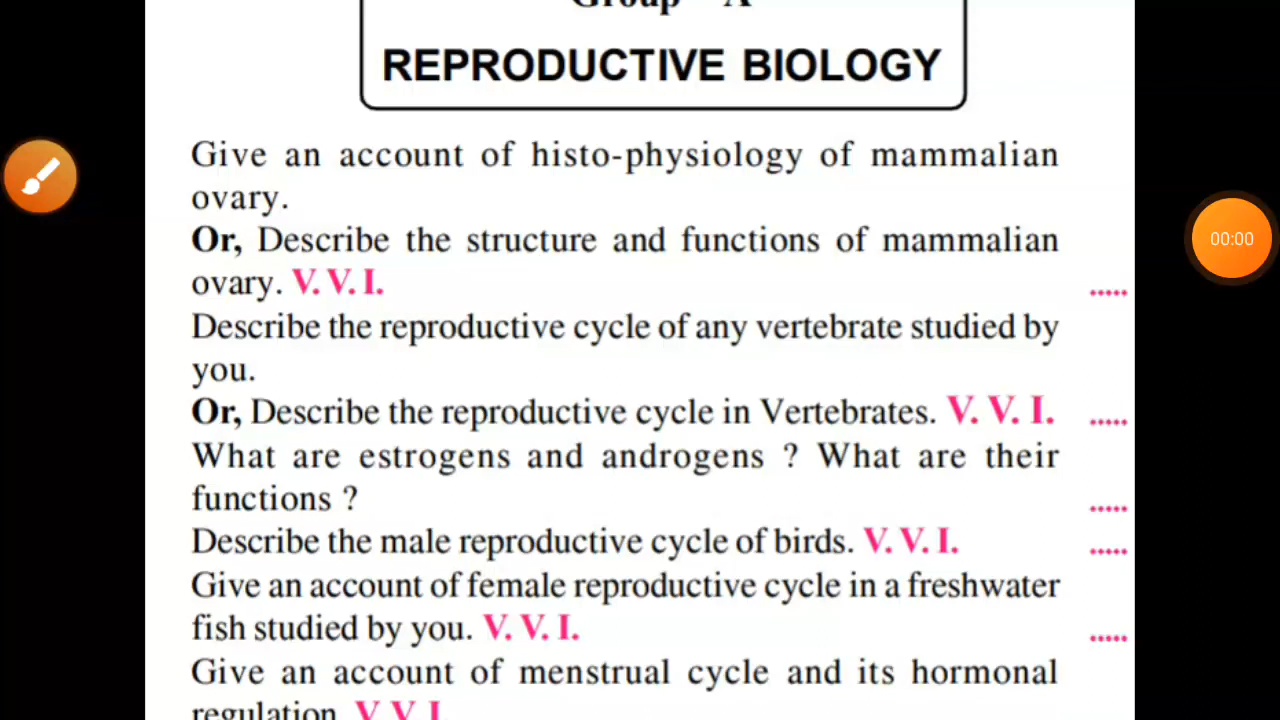 Group – A
REPRODUCTIVE BIOLOGY
Give an account of histo-physiology of mammalian
ovary.
Or, Describe the structure and functions of mammalian
ovary. V. V. I. .....
Describe the reproductive cycle of any vertebrate studied by
you.
Or, Describe the reproductive cycle in Vertebrates. V. V. I. .....
What are estrogens and androgens ? What are their
functions ? .....
Describe the male reproductive cycle of birds. V. V. I. .....
Give an account of female reproductive cycle in a freshwater
fish studied by you. V. V. I. .....
Give an account of menstrual cycle and its hormonal
regulation. V. V. I.
00:00